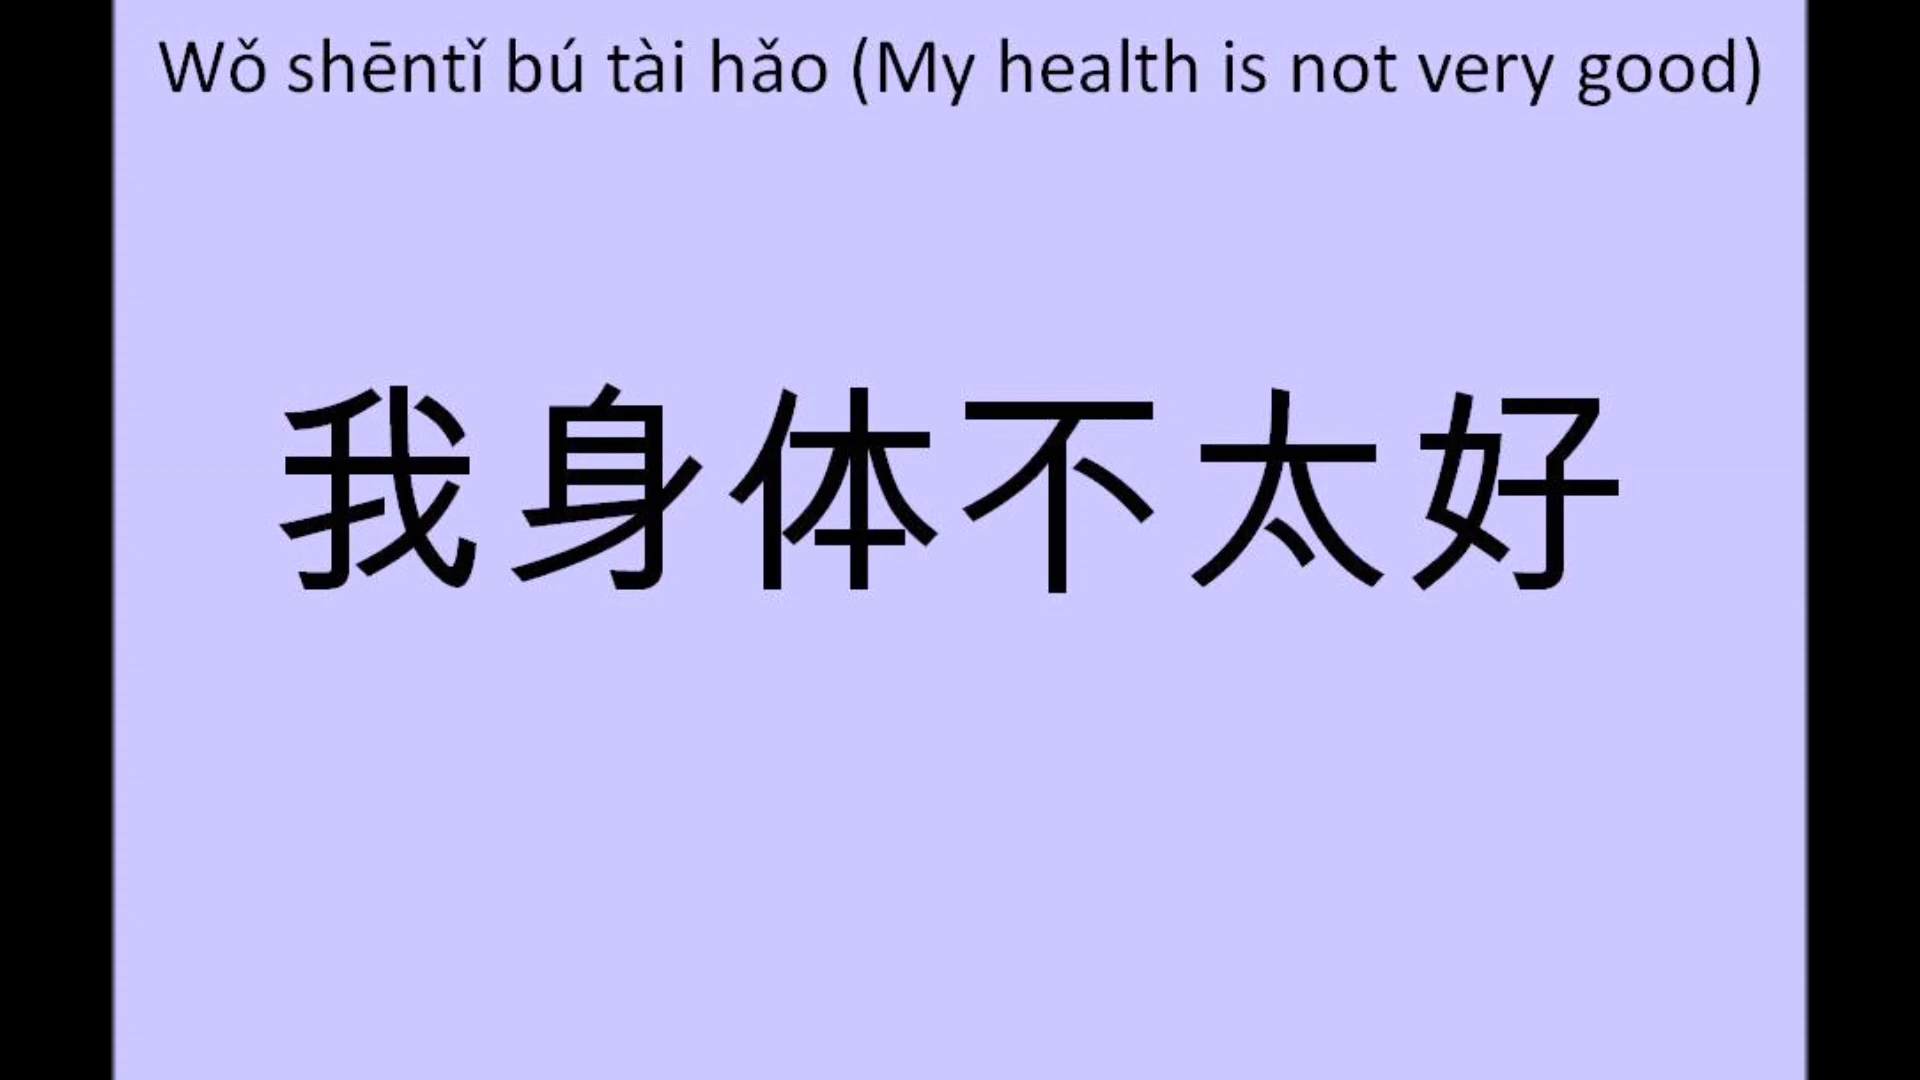 Wǒ shēntǐ bú tài hǎo (My health is not very good)
我身体不太好